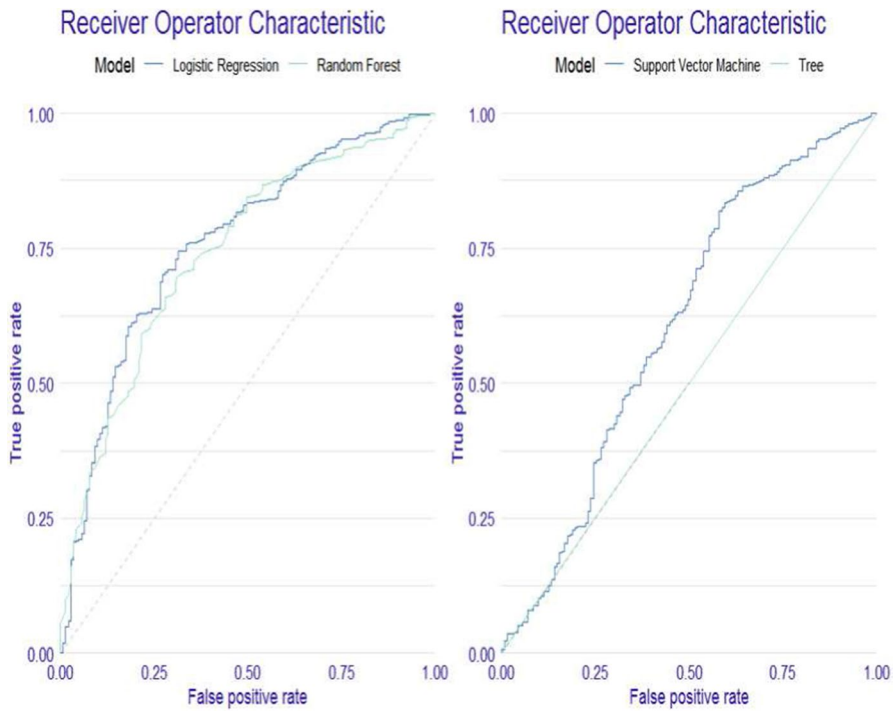 Receiver Operator Characteristic
Model Logistic Regression Random Forest
1.00
0.75
0.50
0.25
0.00
True positive rate
0.00 0.25 0.50 0.75 1.00
False positive rate
Receiver Operator Characteristic
Model Support Vector Machine Tree
1.00
0.75
0.50
0.25
0.00
True positive rate
0.00 0.25 0.50 0.75 1.00
False positive rate